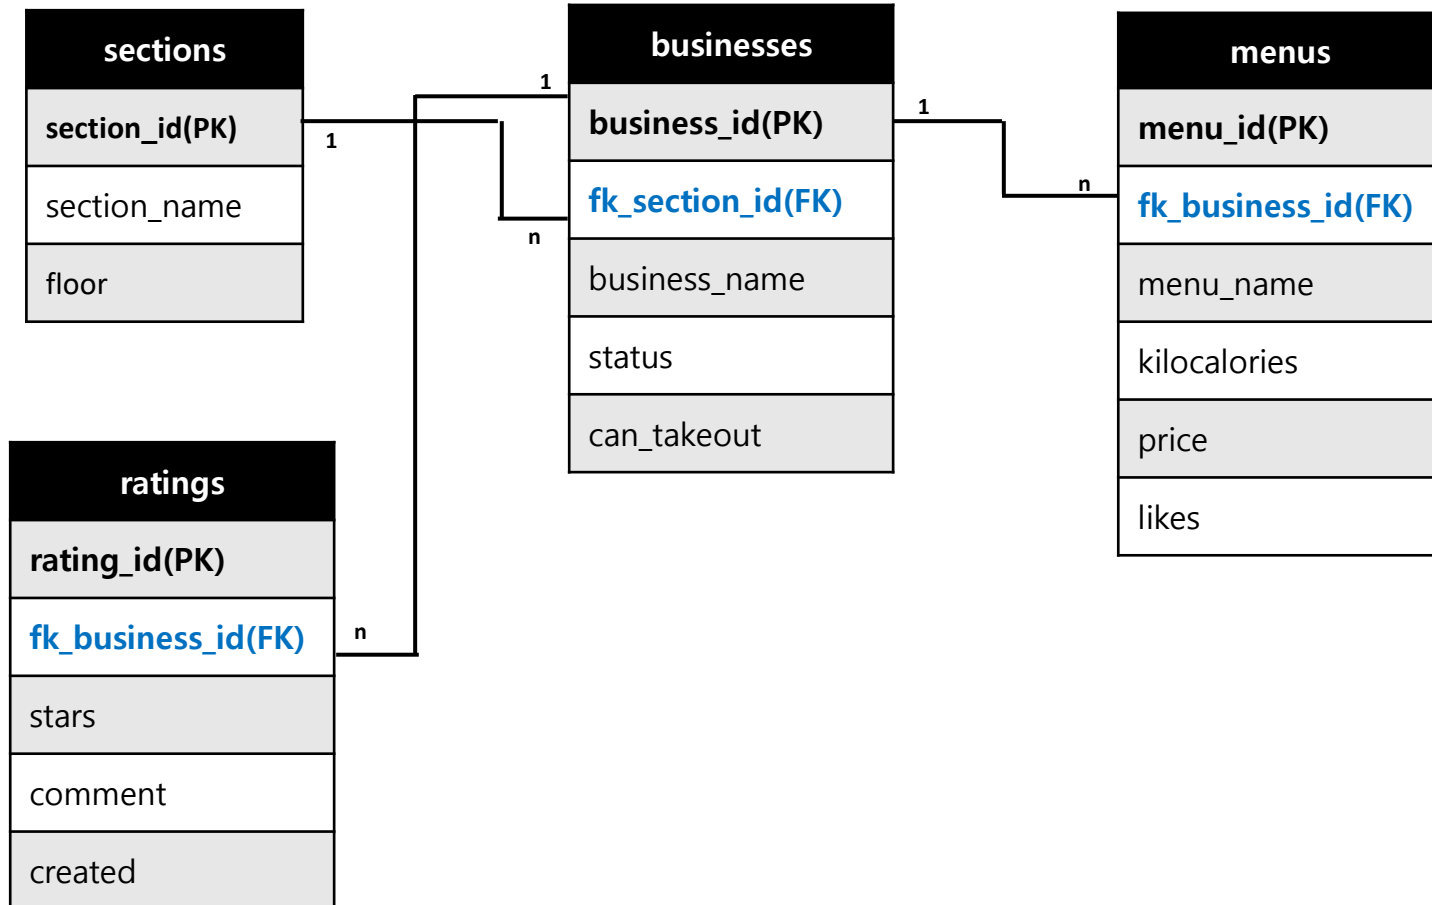 sections
section_id(PK)
section_name
floor
businesses
business_id(PK)
fk_section_id(FK)
business_name
status
can_takeout
menus
menu_id(PK)
fk_business_id(FK)
menu_name
kilocalories
price
likes
ratings
rating_id(PK)
fk_business_id(FK)
stars
comment
created
1
n
1
n
1
n